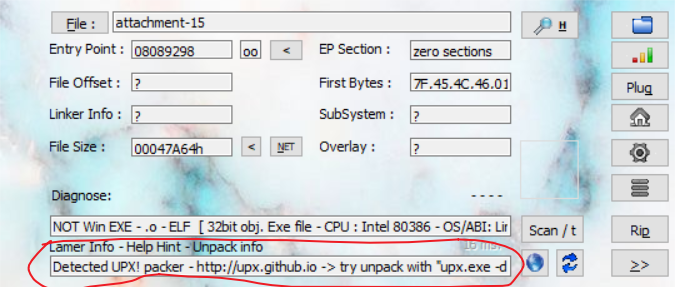 File : attachment-15 H
Entry Point : 08089298 oo < EP Section : zero sections
File Offset : ? First Bytes : 7F.45.4C.46.01
Linker Info : ? SubSystem : ? Plug
File Size : 00047A64h < NET Overlay : ?
Diagnose: - - - -
NOT Win EXE - .o - ELF [ 32bit obj. Exe file - CPU : Intel 80386 - OS/ABI: Lin Scan / t Rip
Lamer Info - Help Hint - Unpack info 16 ms.
Detected UPX! packer - http://upx.github.io -> try unpack with "upx.exe -d >>